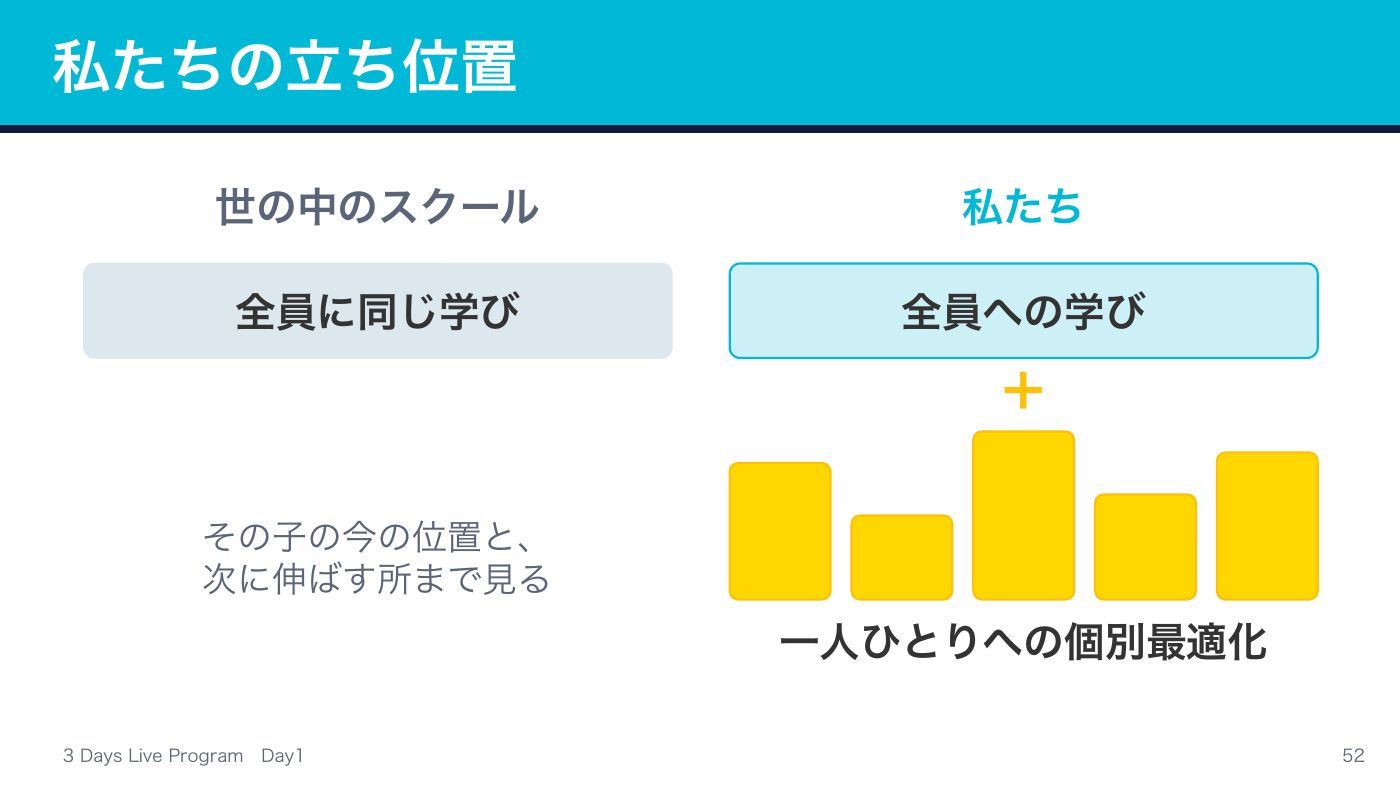 私たちの立ち位置
世の中のスクール
私たち
全員に同じ学び
全員への学び
+
その子の今の位置と、
次に伸ばす所まで見る
一人ひとりへの個別最適化
3 Days Live Program　Day1
52